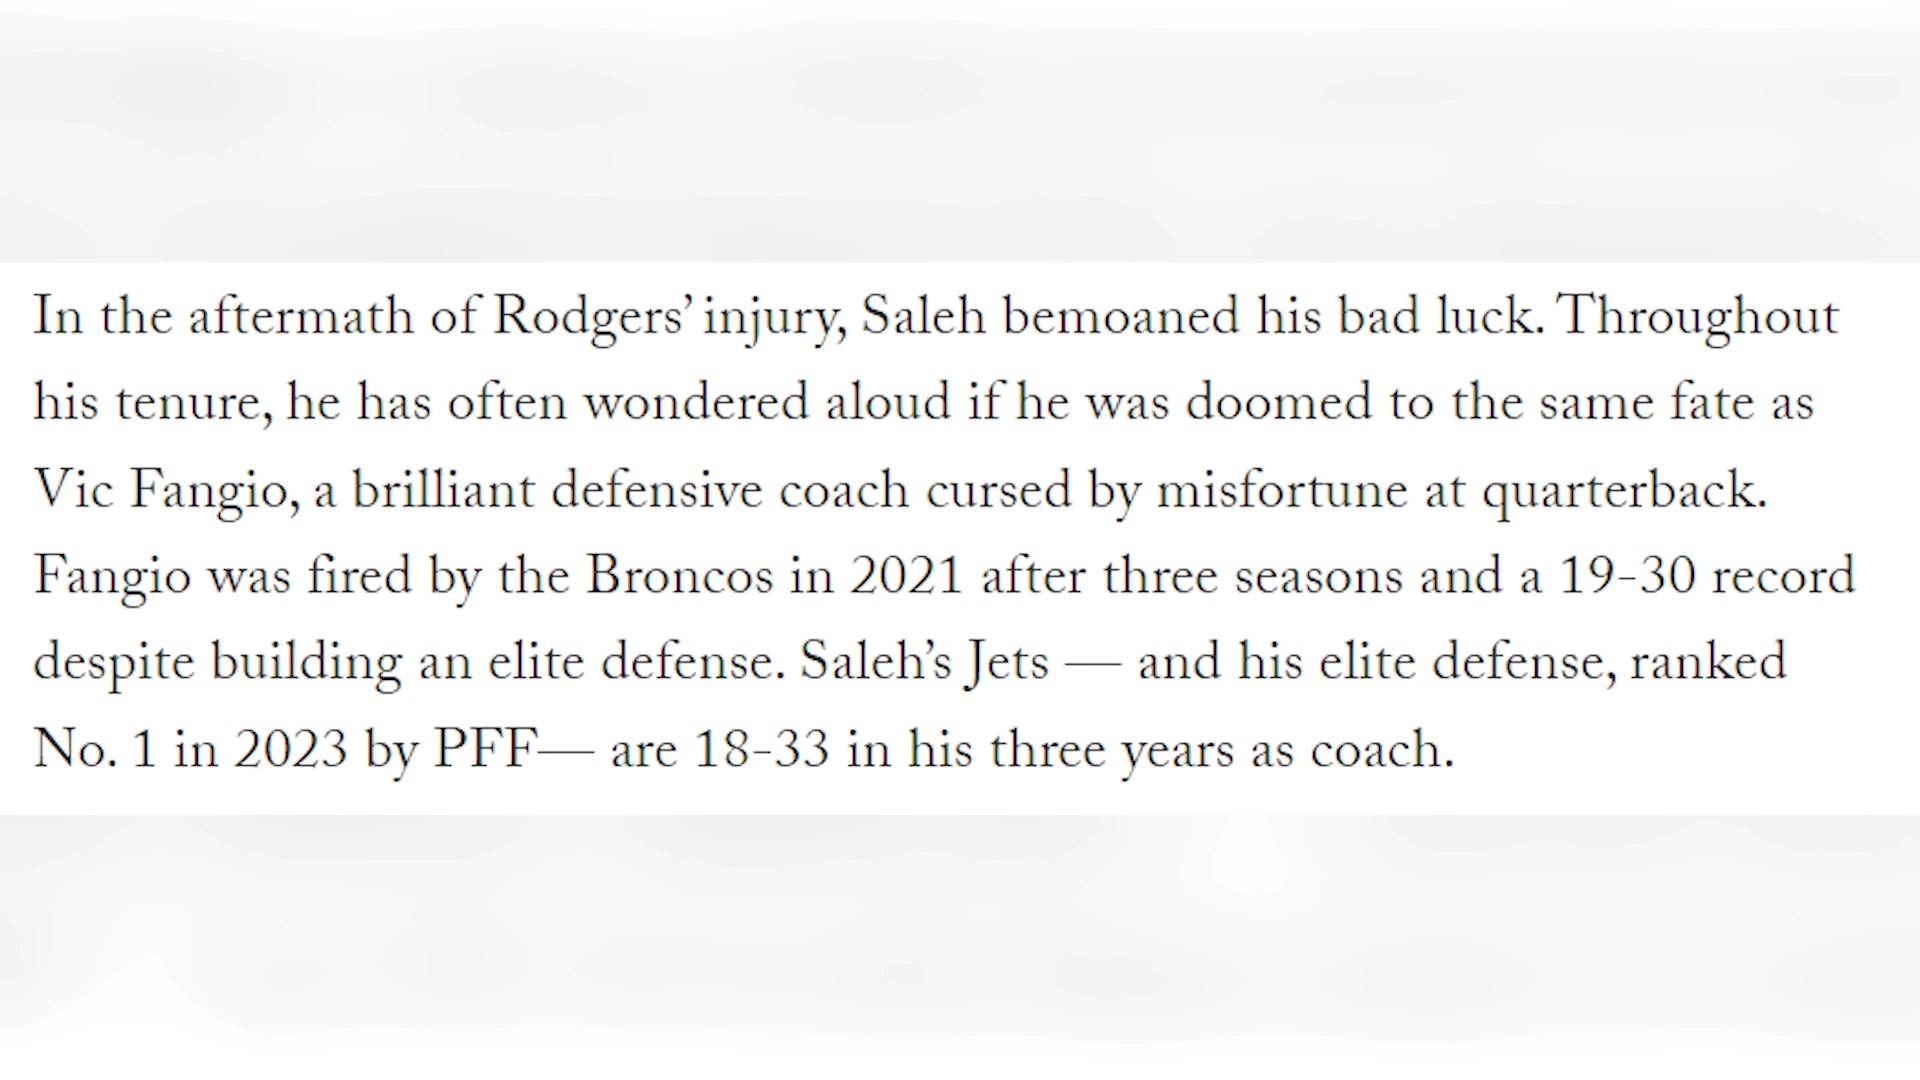 In the aftermath of Rodgers’ injury, Saleh bemoaned his bad luck. Throughout
his tenure, he has often wondered aloud if he was doomed to the same fate as
Vic Fangio, a brilliant defensive coach cursed by misfortune at quarterback.
Fangio was fired by the Broncos in 2021 after three seasons and a 19-30 record
despite building an elite defense. Saleh’s Jets — and his elite defense, ranked
No. 1 in 2023 by PFF— are 18-33 in his three years as coach.